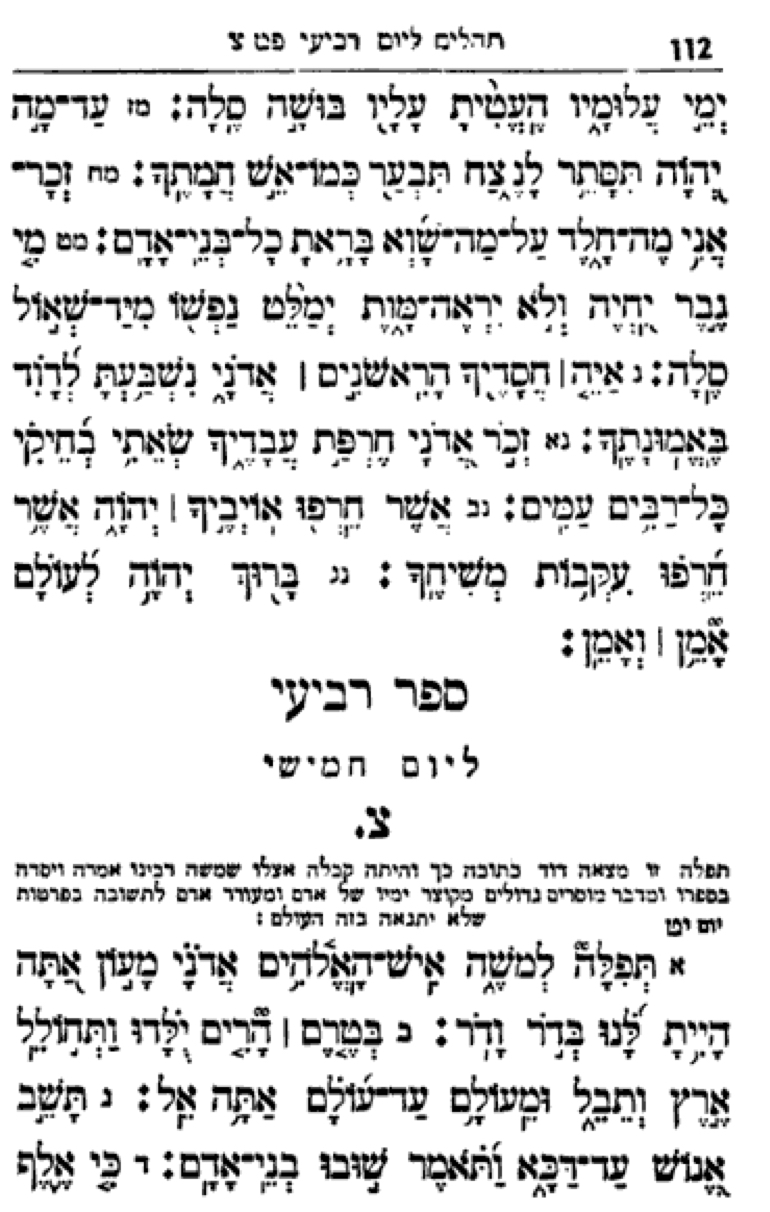 תהלים ליום רביעי פט צ
112
יְמֵי עֲלוּמָיו הֶעֱטִיתָ עָלָיו בּוּשָׁה סֶלָה: מז עַד־מָה
יְהוָה תִּסָּתֵר לָנֶצַח תִּבְעַר כְּמוֹ־אֵשׁ חֲמָתֶךָ: מח זְכָר־
אֲנִי מֶה־חָלֶד עַל־מַה־שָּׁוְא בָּרָאתָ כָל־בְּנֵי־אָדָם: מט מִי
גֶבֶר יִחְיֶה וְלֹא יִרְאֶה־מָּוֶת יְמַלֵּט נַפְשׁוֹ מִיַּד־שְׁאוֹל
סֶלָה: נ אַיֵּה | חֲסָדֶיךָ הָרִאשֹׁנִים | אֲדֹנָי נִשְׁבַּעְתָּ לְדָוִד
בֶּאֱמוּנָתֶךָ: נא זְכֹר אֲדֹנָי חֶרְפַּת עֲבָדֶיךָ שְׂאֵתִי בְחֵיקִי
כָּל־רַבִּים עַמִּים: נב אֲשֶׁר חֵרְפוּ אוֹיְבֶיךָ | יְהוָה אֲשֶׁר
חֵרְפוּ עִקְּבוֹת מְשִׁיחֶךָ: נג בָּרוּךְ יְהוָה לְעוֹלָם
אָמֵן | וְאָמֵן:
ספר רביעי
ליום חמישי
צ.
תפלה זו מצאה דוד כתובה כך והיתה קבלה אצלו שמשה רבינו אמרה ויסדה
בספרו ומדבר מוסרים גדולים מקוצר ימיו של אדם ומעורר אדם לתשובה בפרטות
יום יט שלא יתגאה בזה העולם:
א תְּפִלָּה לְמֹשֶׁה אִישׁ־הָאֱלֹהִים אֲדֹנָי מָעוֹן אַתָּה
הָיִיתָ לָּנוּ בְּדֹר וָדֹר: ב בְּטֶרֶם | הָרִים יֻלָּדוּ וַתְּחוֹלֵל
אֶרֶץ וְתֵבֵל וּמֵעוֹלָם עַד־עוֹלָם אַתָּה אֵל: ג תָּשֵׁב
אֱנוֹשׁ עַד־דַּכָּא וַתֹּאמֶר שׁוּבוּ בְנֵי־אָדָם: ד כִּי אֶלֶף